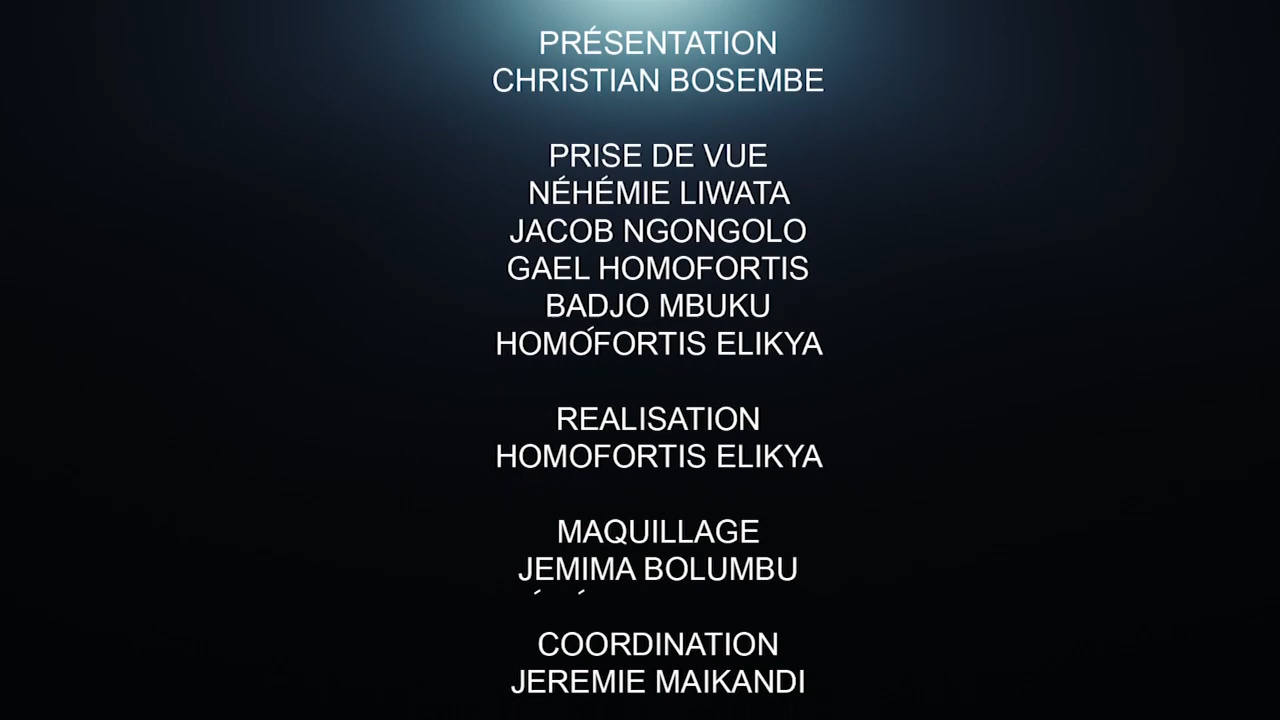 PRÉSENTATION
CHRISTIAN BOSEMBE
PRISE DE VUE
NÉHÉMIE LIWATA
JACOB NGONGOLO
GAEL HOMOFORTIS
BADJO MBUKU
HOMOFORTIS ELIKYA
REALISATION
HOMOFORTIS ELIKYA
MAQUILLAGE
JEMIMA BOLUMBU
COORDINATION
JEREMIE MAIKANDI